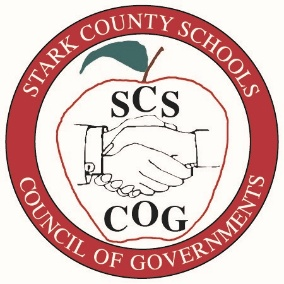 STARK COUNTY SCHOOLS
SCS
COG
COUNCIL OF GOVERNMENTS